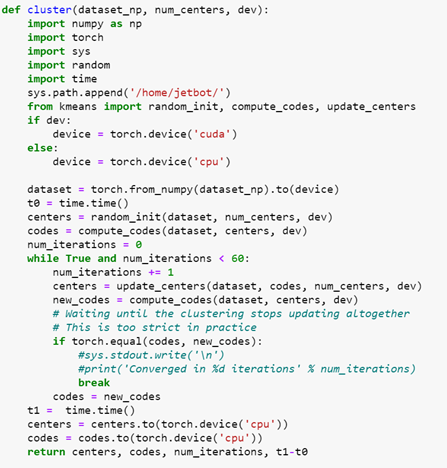 def cluster(dataset_np, num_centers, dev):
    import numpy as np
    import torch
    import sys
    import random
    import time
    sys.path.append('/home/jetbot/')
    from kmeans import random_init, compute_codes, update_centers
    if dev:
        device = torch.device('cuda')
    else:
        device = torch.device('cpu')

    dataset = torch.from_numpy(dataset_np).to(device)
    t0 = time.time()
    centers = random_init(dataset, num_centers, dev)
    codes = compute_codes(dataset, centers, dev)
    num_iterations = 0
    while True and num_iterations < 60:
        num_iterations += 1
        centers = update_centers(dataset, codes, num_centers, dev)
        new_codes = compute_codes(dataset, centers, dev)
        # Waiting until the clustering stops updating altogether
        # This is too strict in practice
        if torch.equal(codes, new_codes):
            #sys.stdout.write('\n')
            #print('Converged in %d iterations' % num_iterations)
            break
        codes = new_codes
    t1 =  time.time()
    centers = centers.to(torch.device('cpu'))
    codes = codes.to(torch.device('cpu'))
    return centers, codes, num_iterations, t1-t0